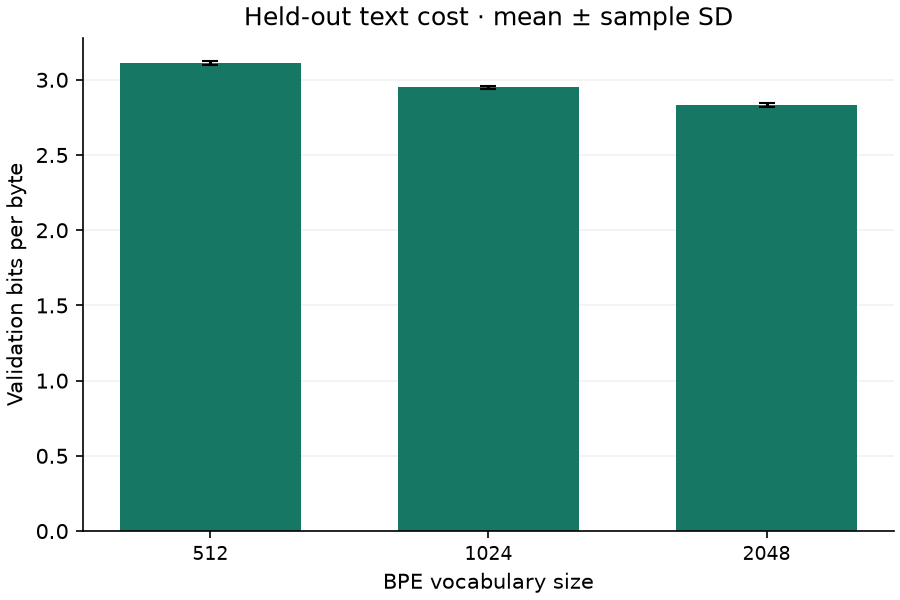 Held-out text cost · mean ± sample SD
Validation bits per byte
3.0
2.5
2.0
1.5
1.0
0.5
0.0
512 1024 2048
BPE vocabulary size